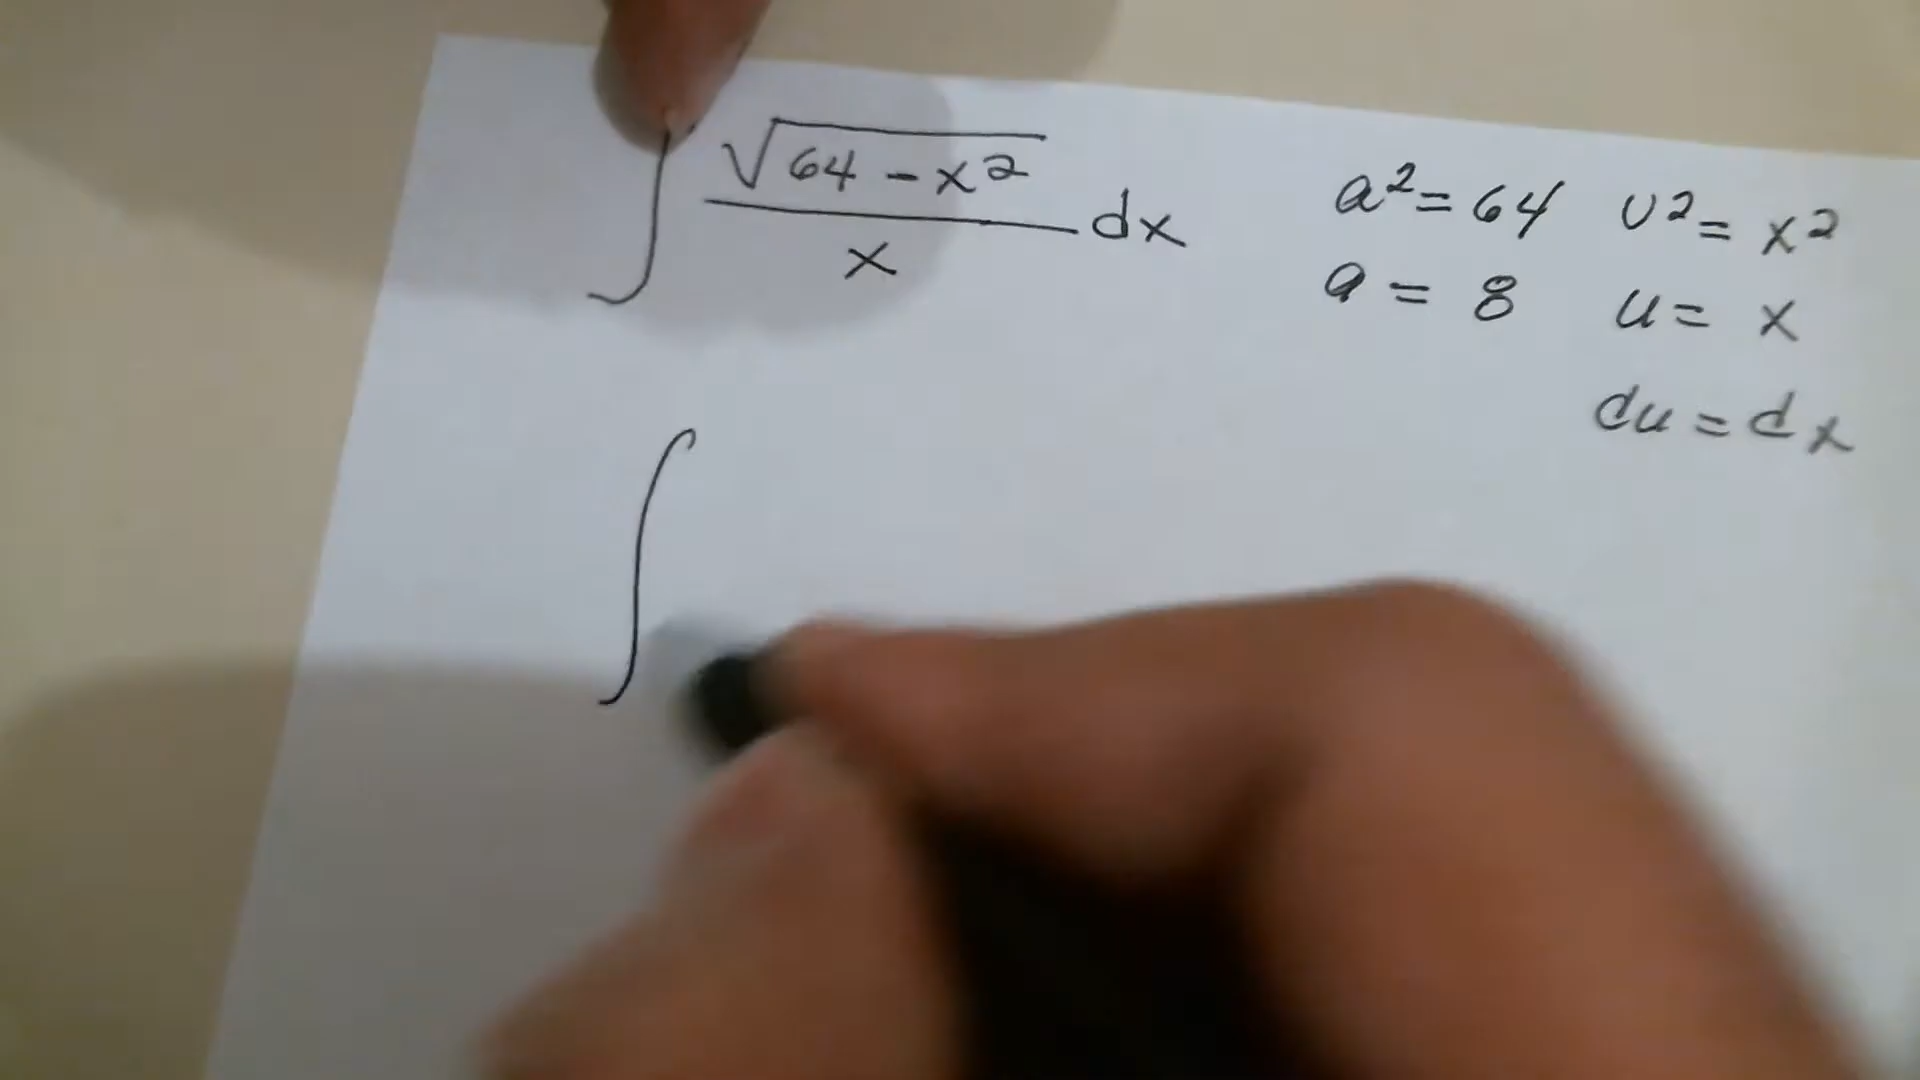 ∫ √(64 - x²) / x dx
a² = 64 u² = x²
a = 8 u = x
du = dx
∫